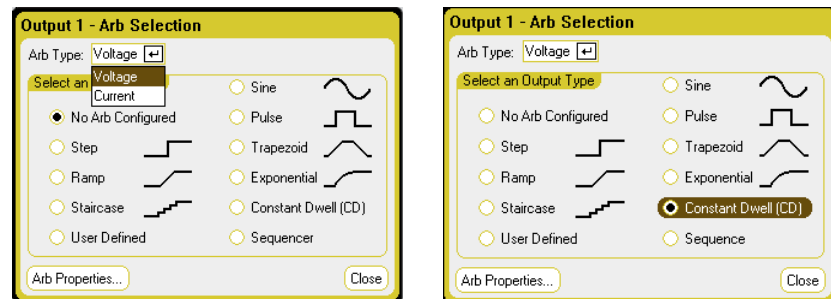 Output 1 - Arb Selection
Arb Type: Voltage
Voltage
Current
Select an
No Arb Configured
Step
Ramp
Staircase
User Defined
Sine
Pulse
Trapezoid
Exponential
Constant Dwell (CD)
Sequencer
Arb Properties...
Close
Output 1 - Arb Selection
Arb Type: Voltage
Select an Output Type
No Arb Configured
Step
Ramp
Staircase
User Defined
Sine
Pulse
Trapezoid
Exponential
Constant Dwell (CD)
Sequence
Arb Properties...
Close